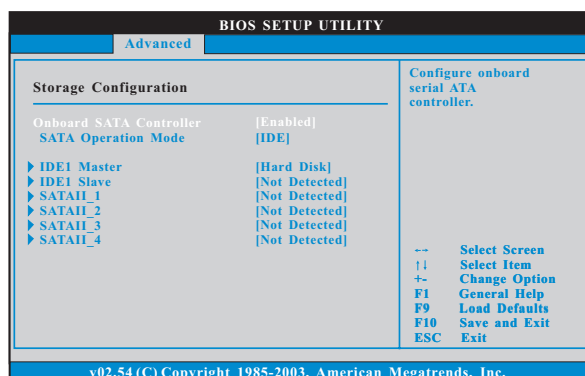 BIOS SETUP UTILITY
Advanced
Storage Configuration
Onboard SATA Controller [Enabled]
SATA Operation Mode [IDE]
IDE1 Master [Hard Disk]
IDE1 Slave [Not Detected]
SATAII_1 [Not Detected]
SATAII_2 [Not Detected]
SATAII_3 [Not Detected]
SATAII_4 [Not Detected]
Configure onboard
serial ATA
controller.
←→ Select Screen
↑↓ Select Item
+- Change Option
F1 General Help
F9 Load Defaults
F10 Save and Exit
ESC Exit
v02.54 (C) Copyright 1985-2003, American Megatrends, Inc.